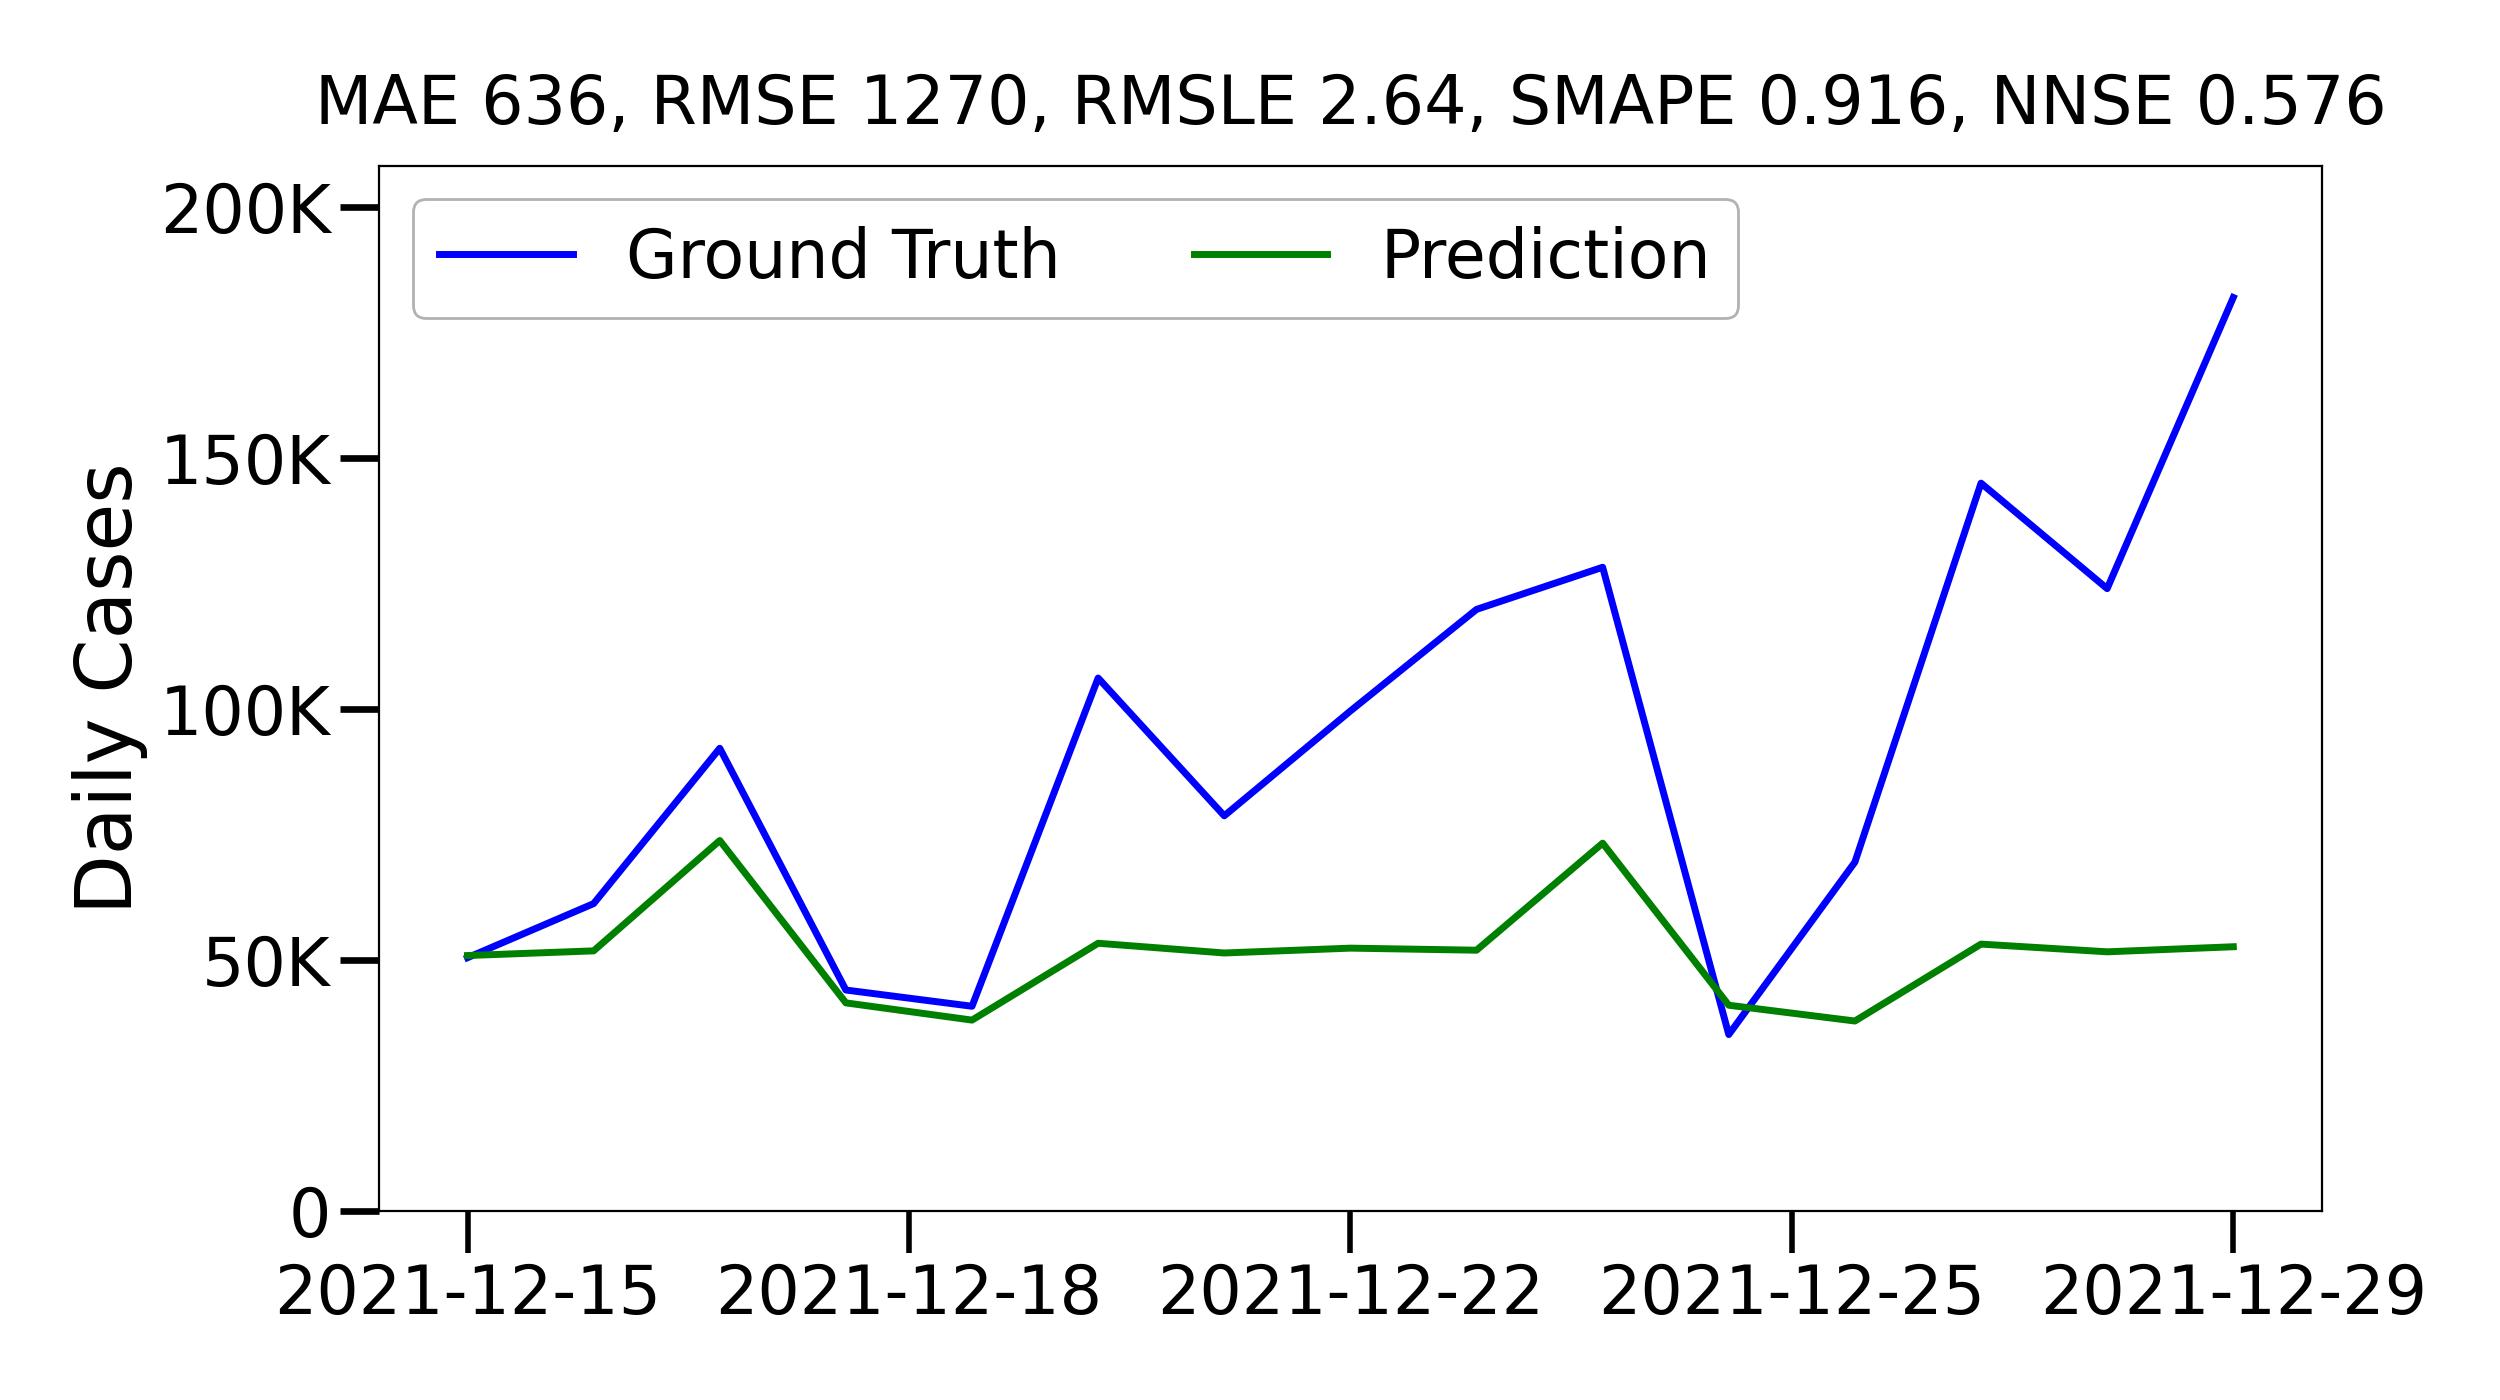 MAE 636, RMSE 1270, RMSLE 2.64, SMAPE 0.916, NNSE 0.576
Ground Truth
Prediction
Daily Cases
200K
150K
100K
50K
0
2021-12-15
2021-12-18
2021-12-22
2021-12-25
2021-12-29